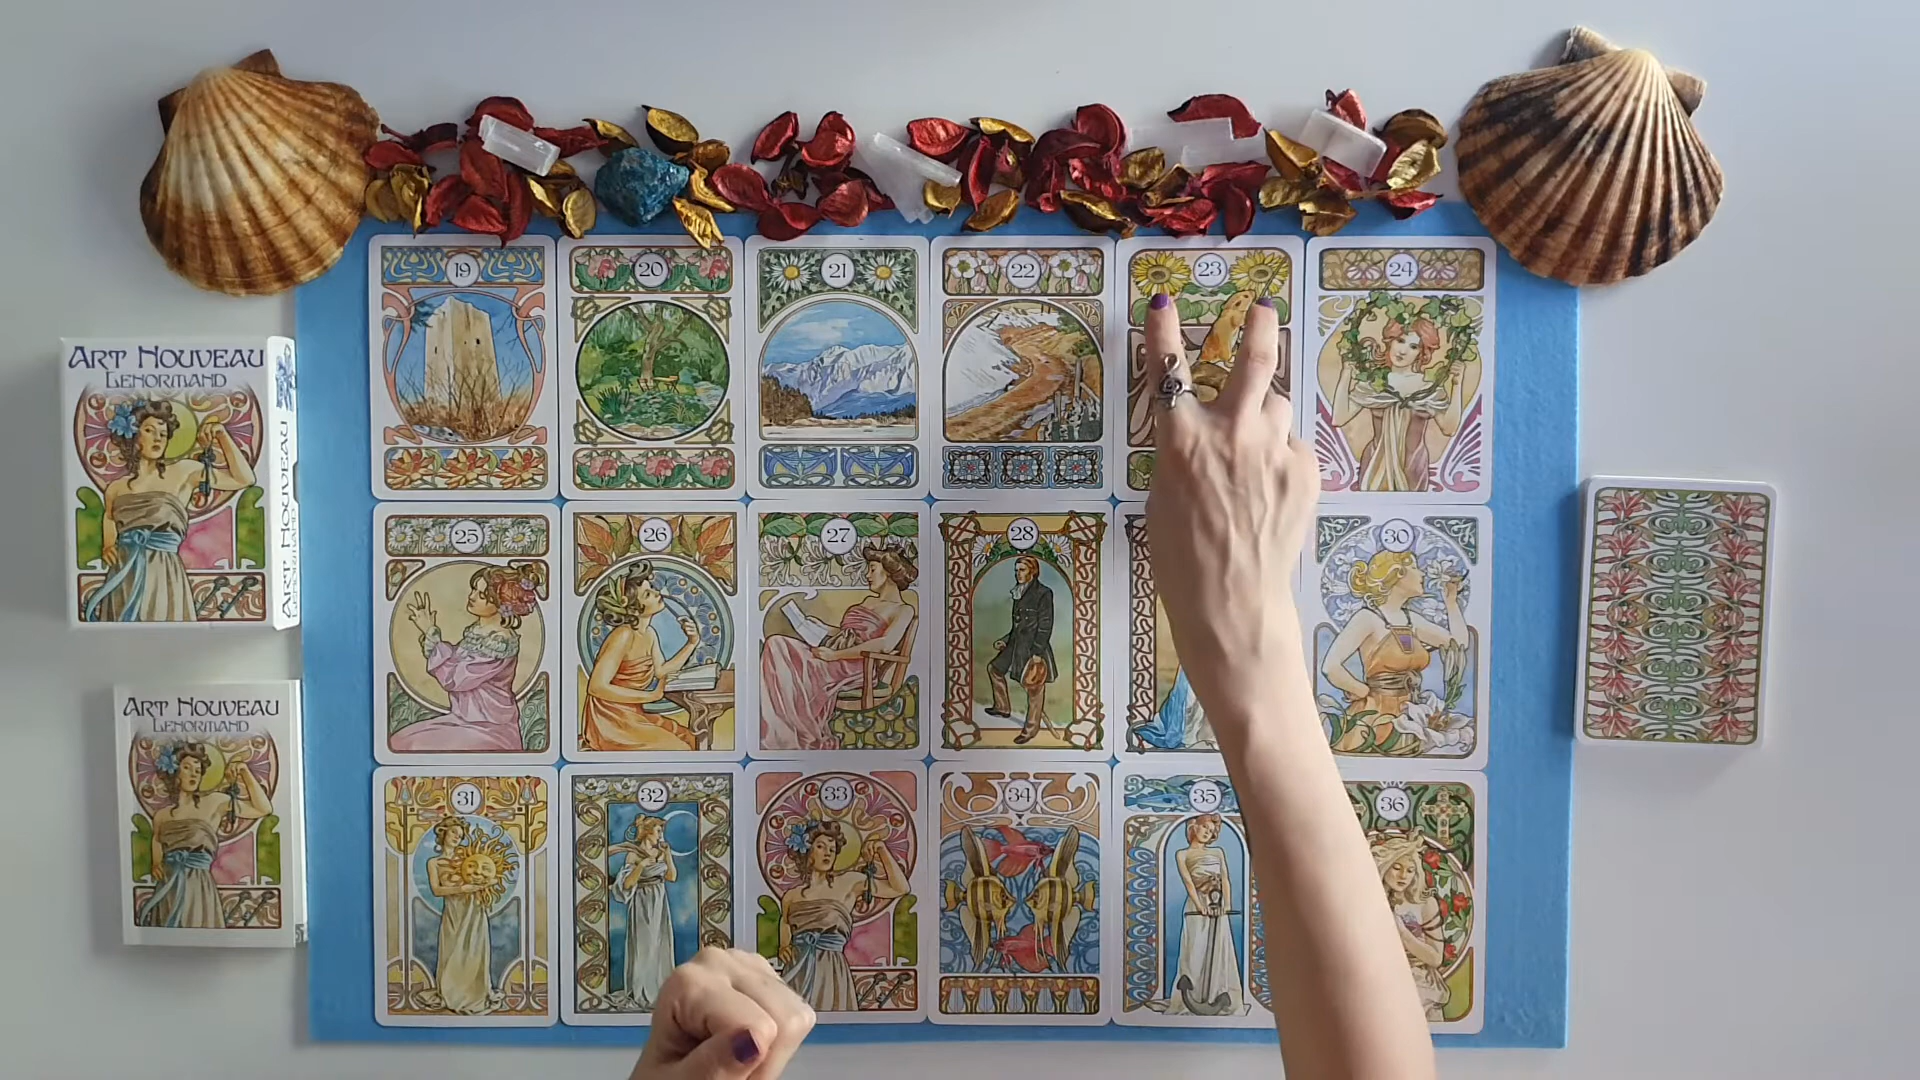 19
20
21
22
23
24
ART NOUVEAU
LENORMAND
ART NOUVEAU
LENORMAND
25
26
27
28
30
ART NOUVEAU
LENORMAND
31
32
33
34
35
36